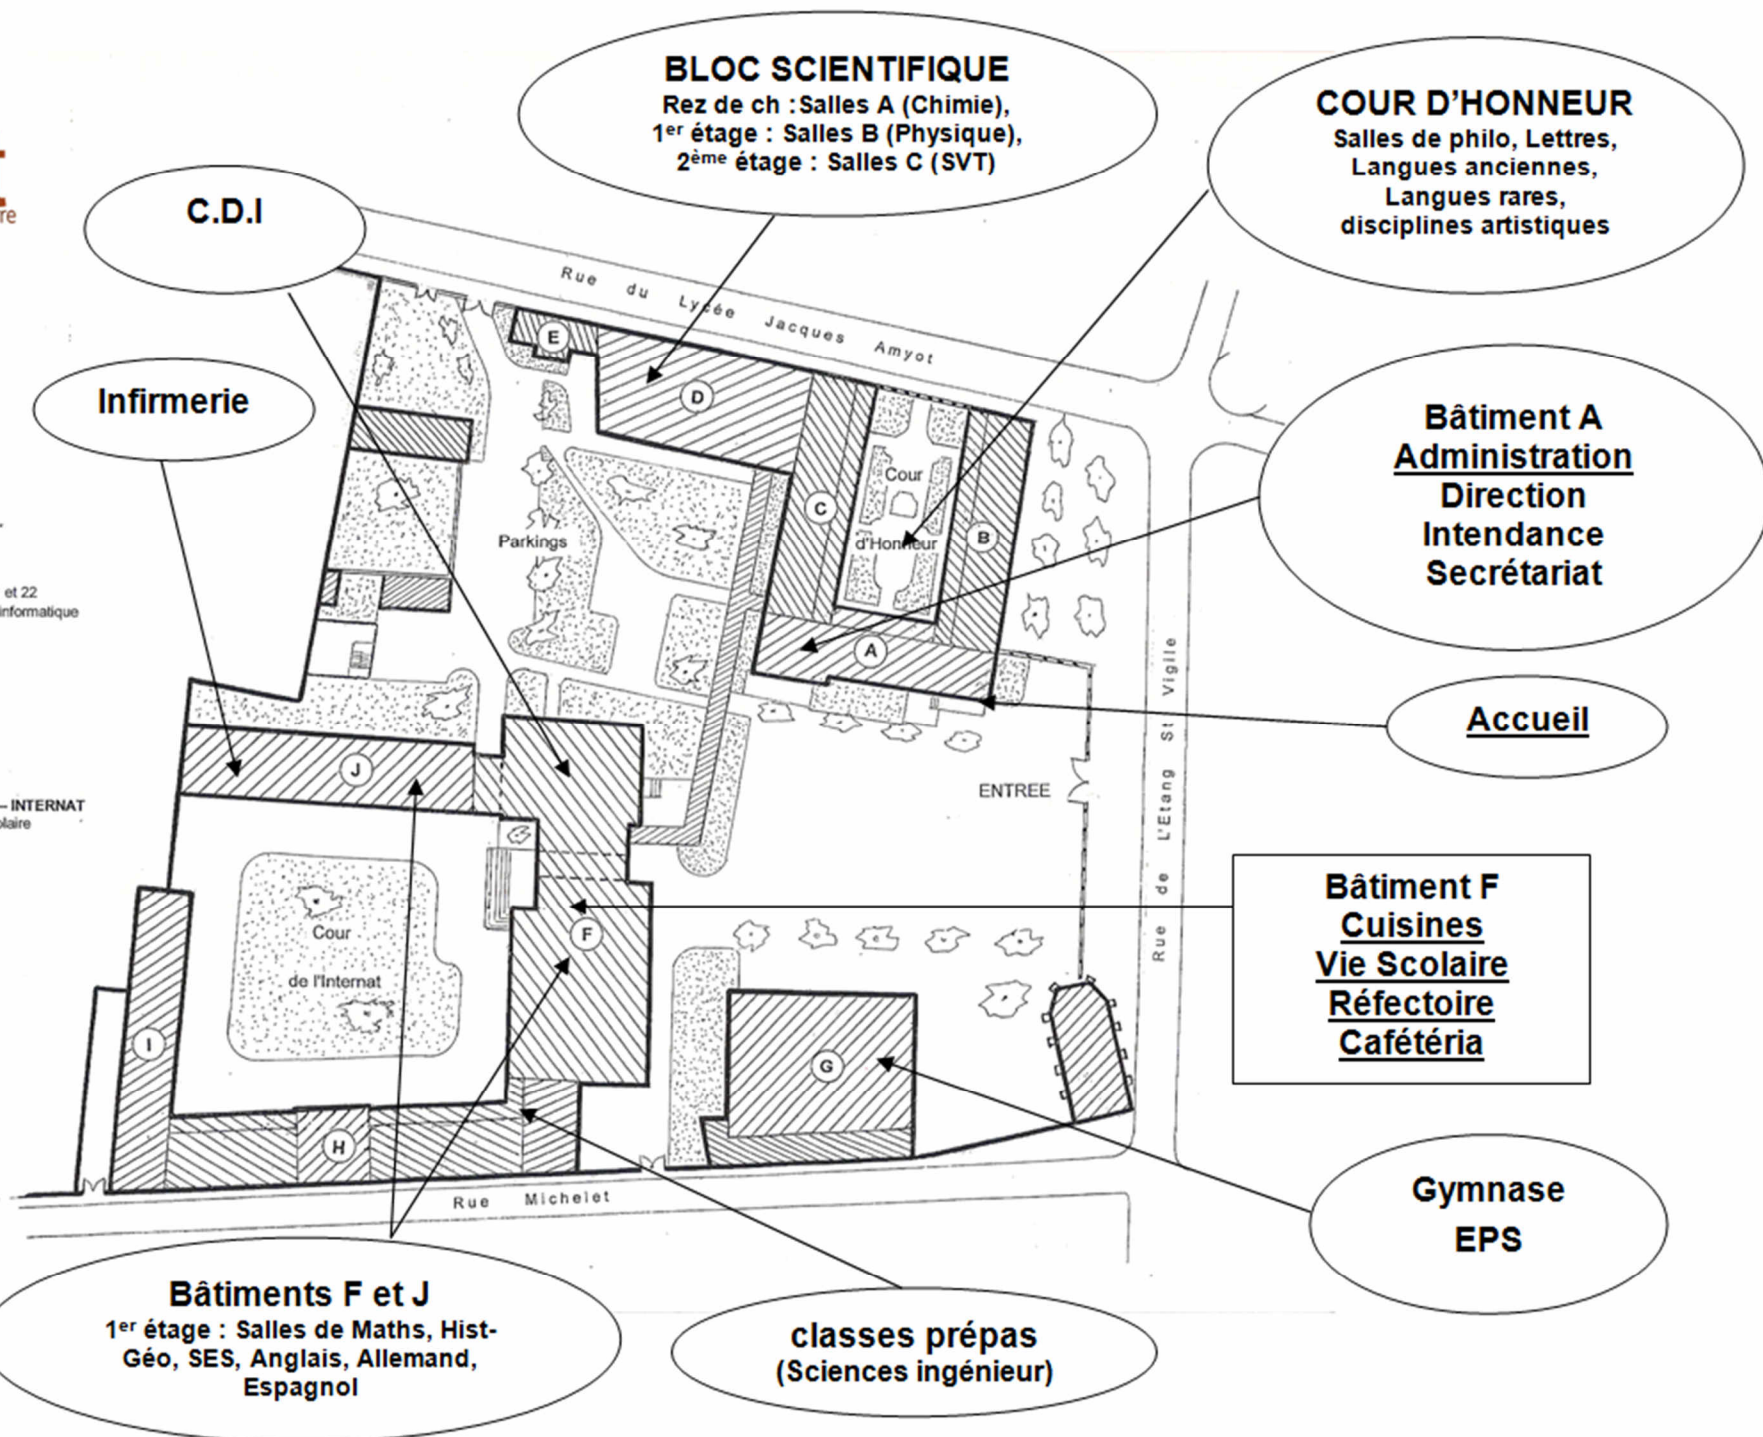 BLOC SCIENTIFIQUE
Rez de ch :Salles A (Chimie),
1er étage : Salles B (Physique),
2ème étage : Salles C (SVT)
COUR D'HONNEUR
Salles de philo, Lettres,
Langues anciennes,
Langues rares,
disciplines artistiques
re
C.D.I
Rue du Lycée Jacques Amyot
E
D
Infirmerie
Bâtiment A
Administration
Direction
Intendance
Secrétariat
Cour
d'Honneur
C
B
Parkings
et 22
informatique
A
Rue de L'Etang St Vigile
Accueil
J
ENTREE
– INTERNAT
olaire
Bâtiment F
Cuisines
Vie Scolaire
Réfectoire
Cafétéria
F
Cour
de l'Internat
I
G
H
Rue Michelet
Gymnase
EPS
Bâtiments F et J
1er étage : Salles de Maths, Hist-
Géo, SES, Anglais, Allemand,
Espagnol
classes prépas
(Sciences ingénieur)